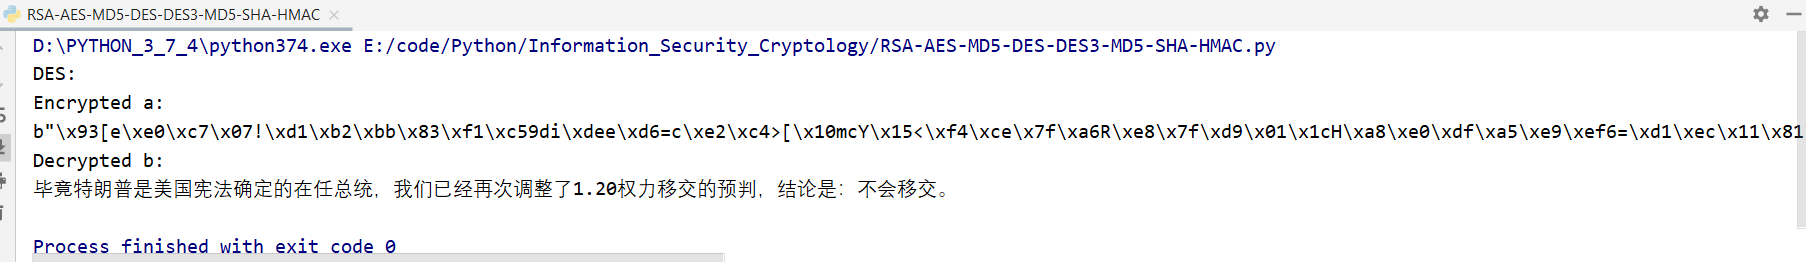 RSA-AES-MD5-DES-DES3-MD5-SHA-HMAC
D:\PYTHON_3_7_4\python374.exe E:/code/Python/Information_Security_Cryptology/RSA-AES-MD5-DES-DES3-MD5-SHA-HMAC.py
DES:
Encrypted a:
b"\x93[e\xe0\xc7\x07!\xd1\xb2\xbb\x83\xf1\xc59di\xdee\xd6=c\xe2\xc4>[\x10mcY\x15<\xf4\xce\x7f\xa6R\xe8\x7f\xd9\x01\x1cH\xa8\xe0\xdf\xa5\xe9\xef6=\xd1\xec\x11\x81
Decrypted b:
毕竟特朗普是美国宪法确定的在任总统，我们已经再次调整了1.20权力移交的预判，结论是：不会移交。
Process finished with exit code 0